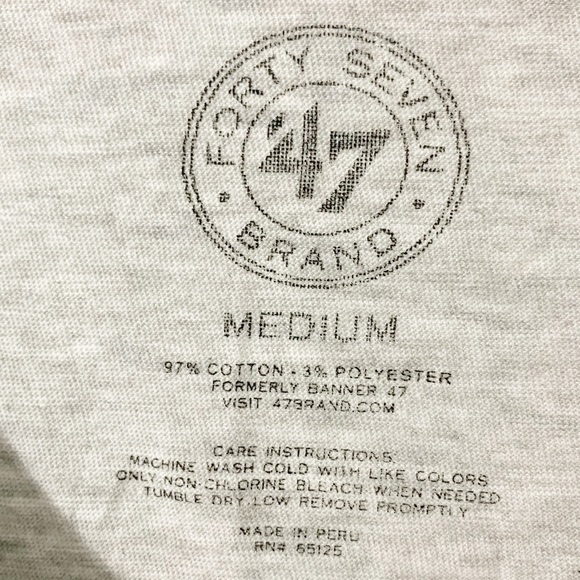 FORTY SEVEN
'47
BRAND
MEDIUM
97% COTTON - 3% POLYESTER
FORMERLY BANNER 47
VISIT 47BRAND.COM
CARE INSTRUCTIONS
MACHINE WASH COLD WITH LIKE COLORS
ONLY NON-CHLORINE BLEACH WHEN NEEDED
TUMBLE DRY LOW REMOVE PROMPTLY
MADE IN PERU
RN# 65125